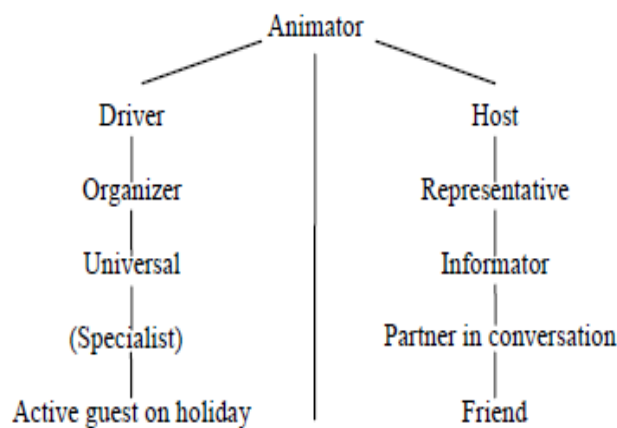 Animator
Driver
Host
Organizer
Representative
Universal
Informator
(Specialist)
Partner in conversation
Active guest on holiday
Friend